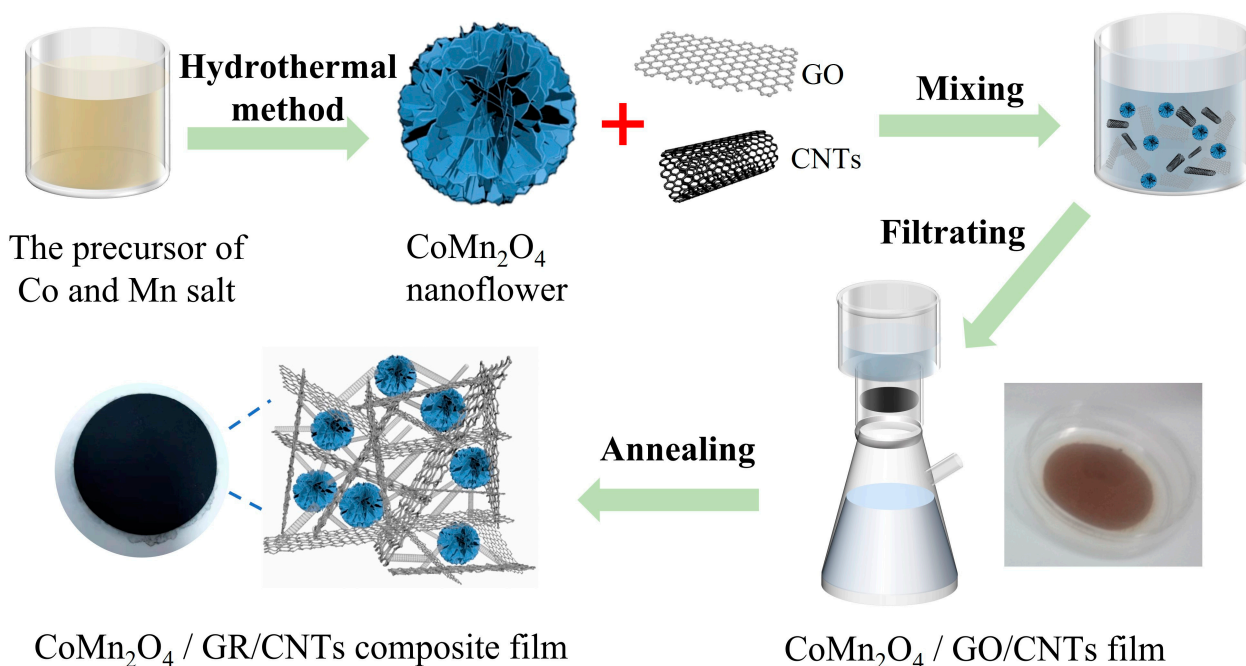 Hydrothermal
method
GO
CNTs
Mixing
The precursor of
Co and Mn salt
CoMn₂O₄
nanoflower
Filtrating
Annealing
CoMn₂O₄ / GR/CNTs composite film
CoMn₂O₄ / GO/CNTs film